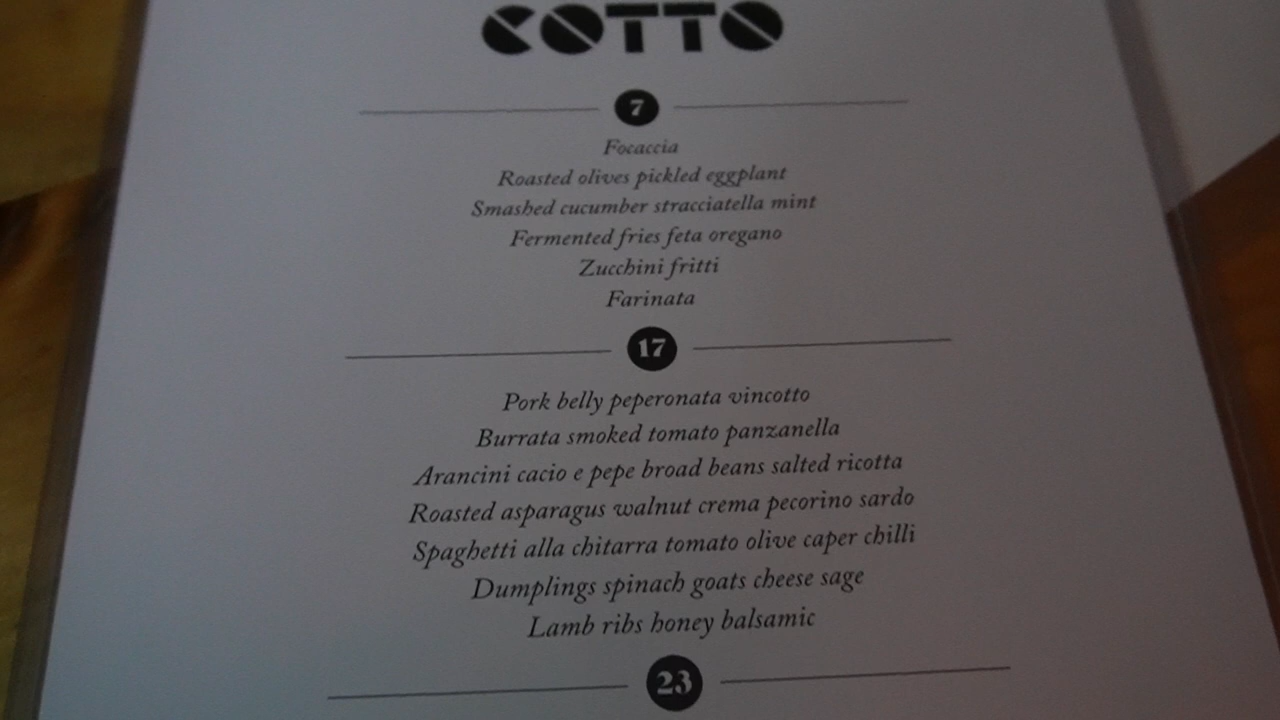 COTTO
7
Focaccia
Roasted olives pickled eggplant
Smashed cucumber stracciatella mint
Fermented fries feta oregano
Zucchini fritti
Farinata
17
Pork belly peperonata vincotto
Burrata smoked tomato panzanella
Arancini cacio e pepe broad beans salted ricotta
Roasted asparagus walnut crema pecorino sardo
Spaghetti alla chitarra tomato olive caper chilli
Dumplings spinach goats cheese sage
Lamb ribs honey balsamic
23